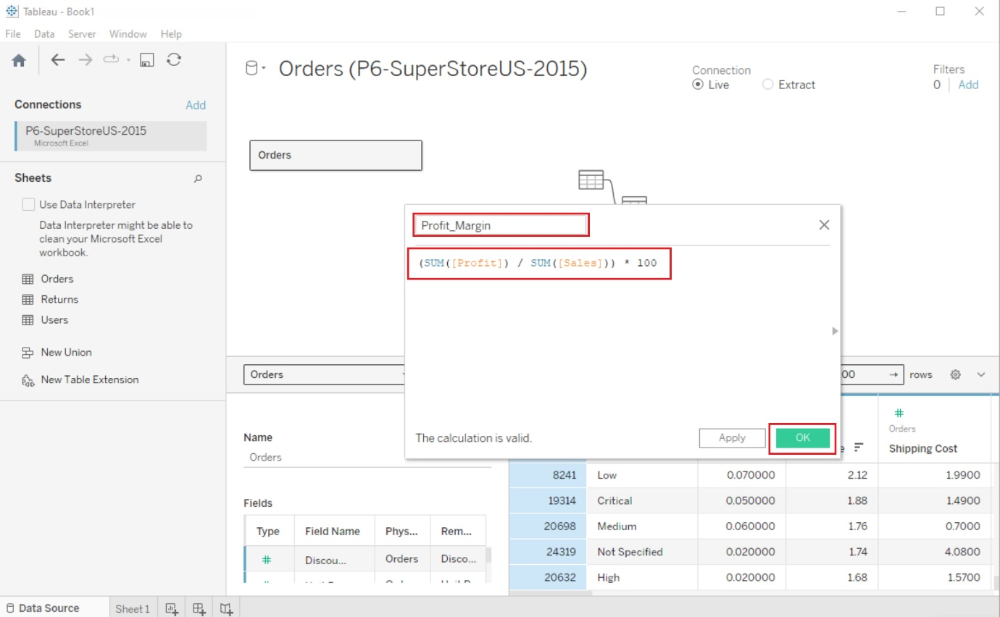 Tableau - Book1
File Data Server Window Help
Connections Add
P6-SuperStoreUS-2015
Microsoft Excel
Sheets
Use Data Interpreter
Data Interpreter might be able to
clean your Microsoft Excel
workbook.
Orders
Returns
Users
New Union
New Table Extension
Orders (P6-SuperStoreUS-2015)
Connection
Live Extract
Filters
0 Add
Orders
Profit_Margin
(SUM([Profit]) / SUM([Sales])) * 100
The calculation is valid.
Apply OK
Orders
00 → rows
Name
Orders
Fields
Type Field Name Phys... Rem...
# Discou... Orders Disco...
#
Orders
e Shipping Cost
8241 Low 0.070000 2.12 1.9900
19314 Critical 0.050000 1.88 1.4900
20698 Medium 0.060000 1.76 0.7000
24319 Not Specified 0.020000 1.74 4.0800
20632 High 0.020000 1.68 1.5700
Data Source Sheet 1